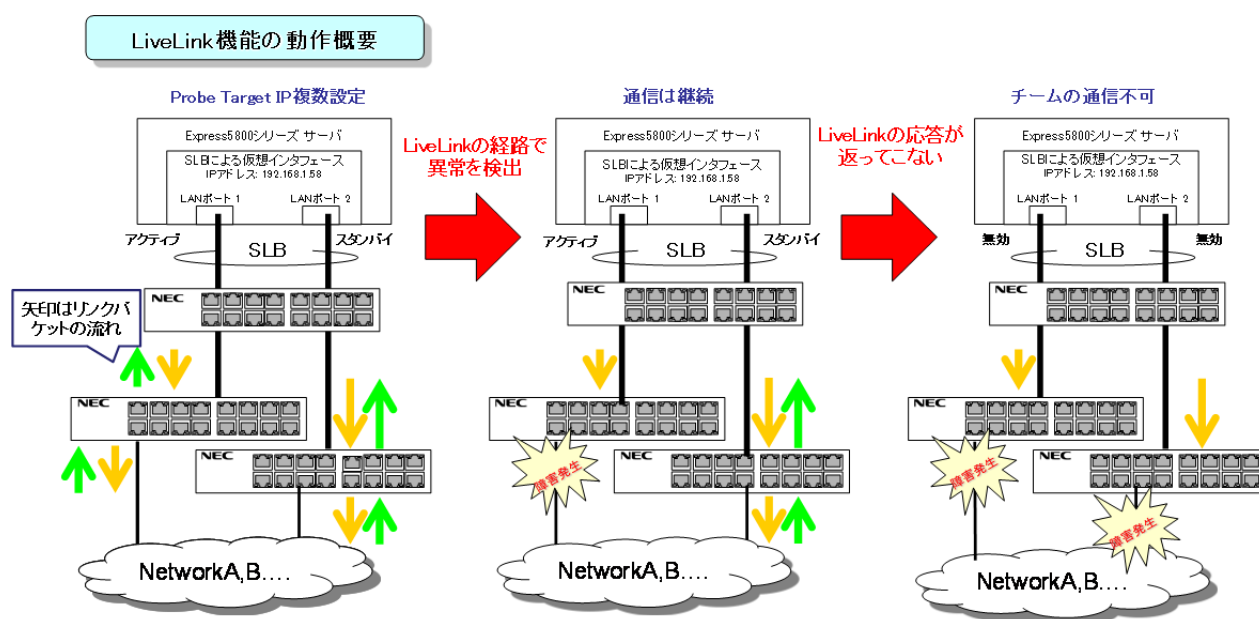 LiveLink機能の動作概要
Probe Target IP複数設定
Express5800シリーズ サーバ
SLBによる仮想インタフェース
IPアドレス: 192.168.1.58
LANポート 1
LANポート 2
アクティブ
スタンバイ
SLB
NEC
矢印はリンクパ
ケットの流れ
NEC
NEC
NetworkA,B....
LiveLinkの経路で
異常を検出
通信は継続
Express5800シリーズ サーバ
SLBによる仮想インタフェース
IPアドレス: 192.168.1.58
LANポート 1
LANポート 2
アクティブ
スタンバイ
SLB
NEC
NEC
障害発生
NEC
NetworkA,B....
LiveLinkの応答が
返ってこない
チームの通信不可
Express5800シリーズ サーバ
SLBによる仮想インタフェース
IPアドレス: 192.168.1.58
LANポート 1
LANポート 2
無効
無効
SLB
NEC
NEC
障害発生
NEC
障害発生
NetworkA,B....